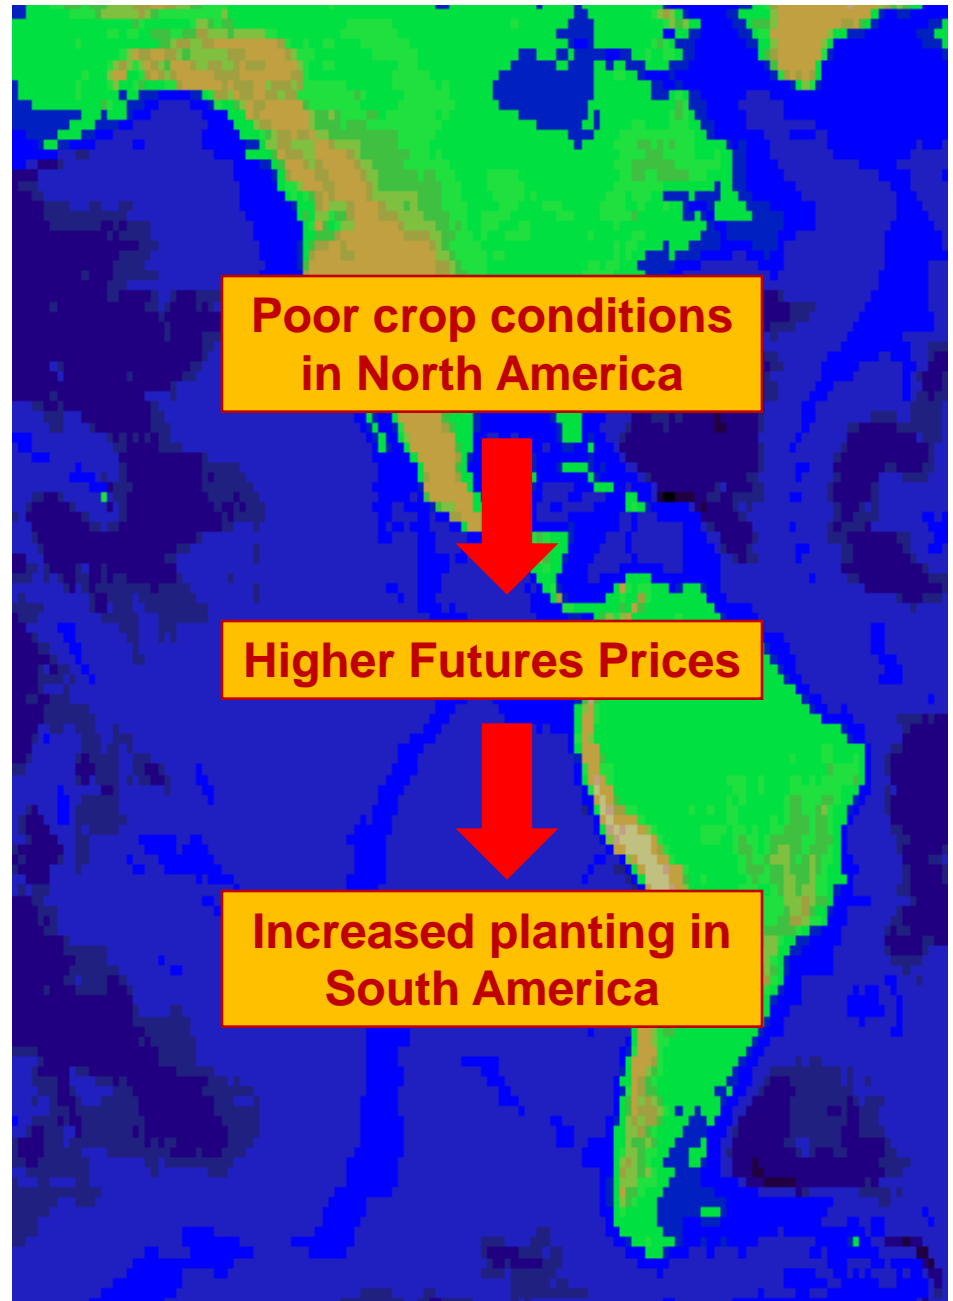 Poor crop conditions
in North America
Higher Futures Prices
Increased planting in
South America